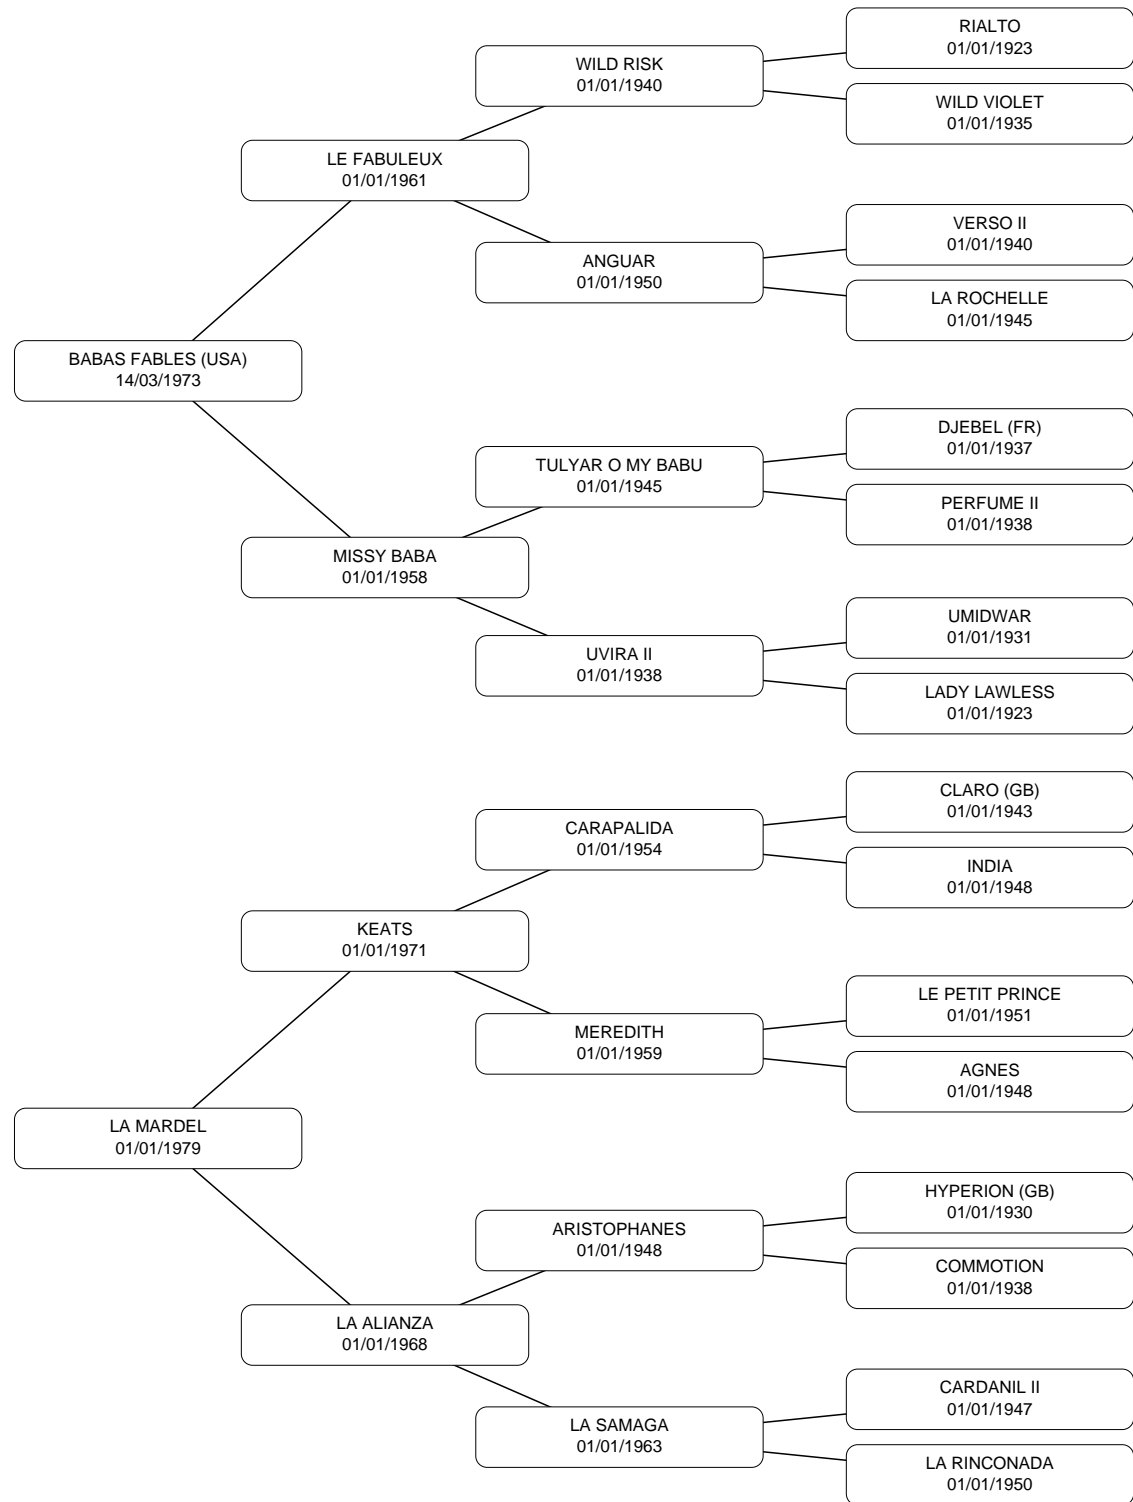 RIALTO
01/01/1923
WILD RISK
01/01/1940
WILD VIOLET
01/01/1935
LE FABULEUX
01/01/1961
VERSO II
01/01/1940
ANGUAR
01/01/1950
LA ROCHELLE
01/01/1945
BABAS FABLES (USA)
14/03/1973
DJEBEL (FR)
01/01/1937
TULYAR O MY BABU
01/01/1945
PERFUME II
01/01/1938
MISSY BABA
01/01/1958
UMIDWAR
01/01/1931
UVIRA II
01/01/1938
LADY LAWLESS
01/01/1923
CLARO (GB)
01/01/1943
CARAPALIDA
01/01/1954
INDIA
01/01/1948
KEATS
01/01/1971
LE PETIT PRINCE
01/01/1951
MEREDITH
01/01/1959
AGNES
01/01/1948
LA MARDEL
01/01/1979
HYPERION (GB)
01/01/1930
ARISTOPHANES
01/01/1948
COMMOTION
01/01/1938
LA ALIANZA
01/01/1968
CARDANIL II
01/01/1947
LA SAMAGA
01/01/1963
LA RINCONADA
01/01/1950